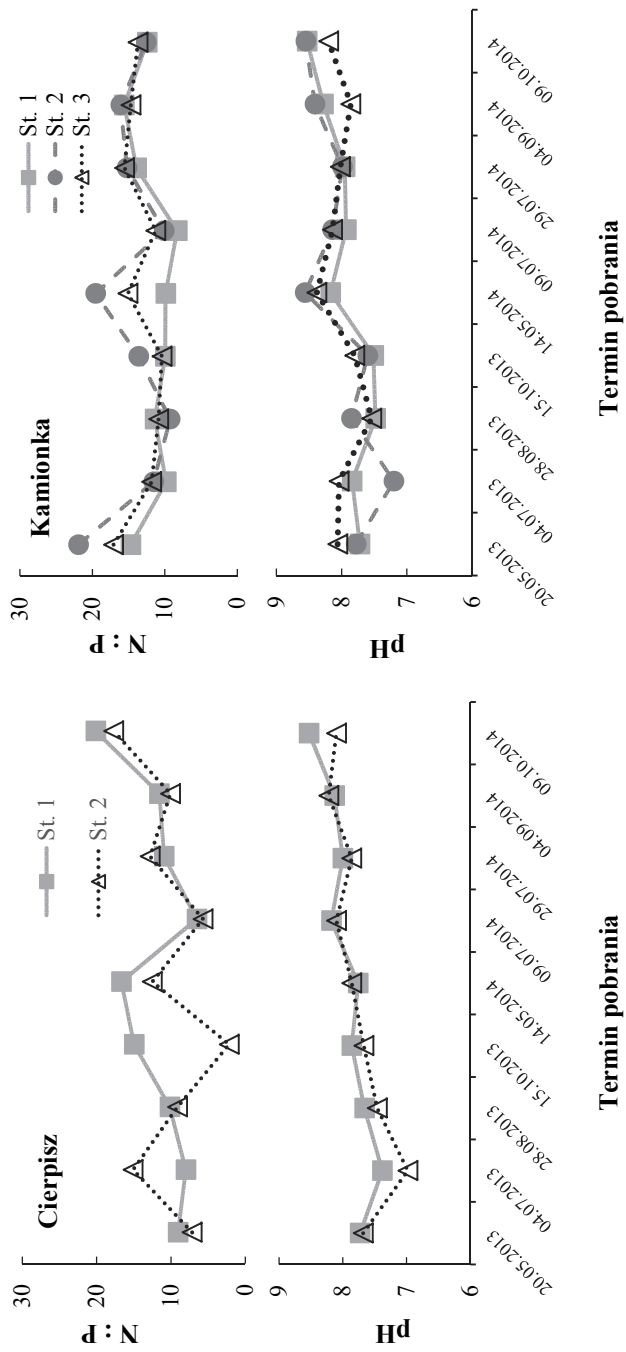 Cierpisz
30
20
10
0
N : P
St. 1
St. 2
9
8
7
6
pH
20.05.2013
04.07.2013
28.08.2013
15.10.2013
14.05.2014
09.07.2014
29.07.2014
04.09.2014
09.10.2014
Termin pobrania
Kamionka
30
20
10
0
N : P
St. 1
St. 2
St. 3
9
8
7
6
pH
20.05.2013
04.07.2013
28.08.2013
15.10.2013
14.05.2014
09.07.2014
29.07.2014
04.09.2014
09.10.2014
Termin pobrania